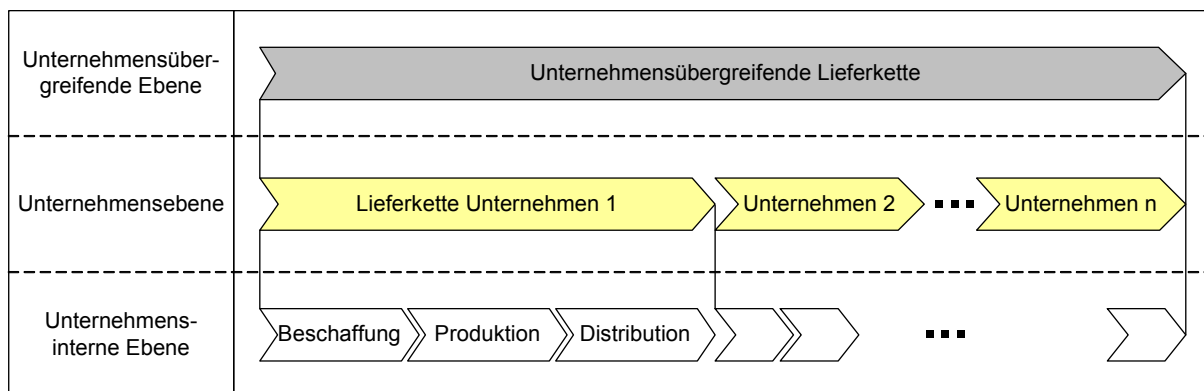 Unternehmensüber-
greifende Ebene
Unternehmensübergreifende Lieferkette
Unternehmensebene
Lieferkette Unternehmen 1
Unternehmen 2
Unternehmen n
Unternehmens-
interne Ebene
Beschaffung
Produktion
Distribution